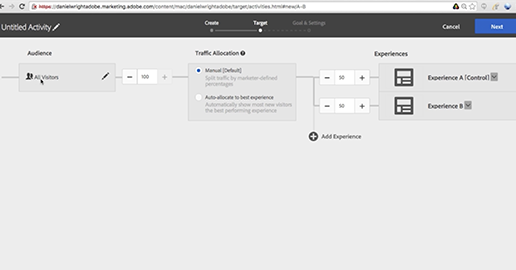 https://danielwrightadobe.marketing.adobe.com/content/mac/danielwrightadobe/target/activities.html#new/A-B
Untitled Activity
Create
Target
Goal & Settings
Cancel
Next
Audience
Traffic Allocation
Experiences
All Visitors
100
Manual [Default]
Split traffic by marketer-defined
percentages
Auto-allocate to best experience
Automatically show most new visitors
the best performing experience
50
Experience A [Control]
50
Experience B
Add Experience